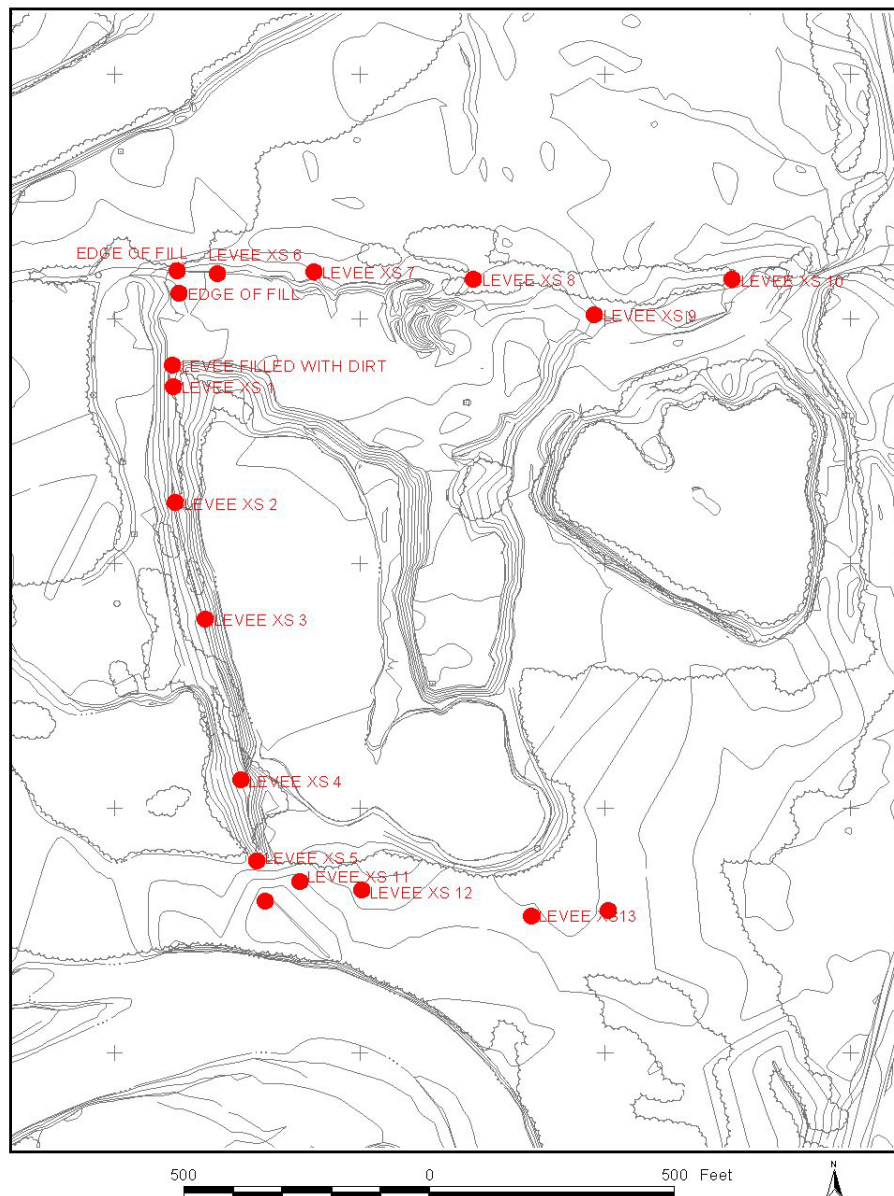 EDGE OF FILL
LEVEE XS 6
LEVEE XS 7
LEVEE XS 8
LEVEE XS 10
EDGE OF FILL
LEVEE XS 9
LEVEE FILLED WITH DIRT
LEVEE XS 1
LEVEE XS 2
LEVEE XS 3
LEVEE XS 4
LEVEE XS 5
LEVEE XS 11
LEVEE XS 12
LEVEE XS13
500 0 500 Feet
N